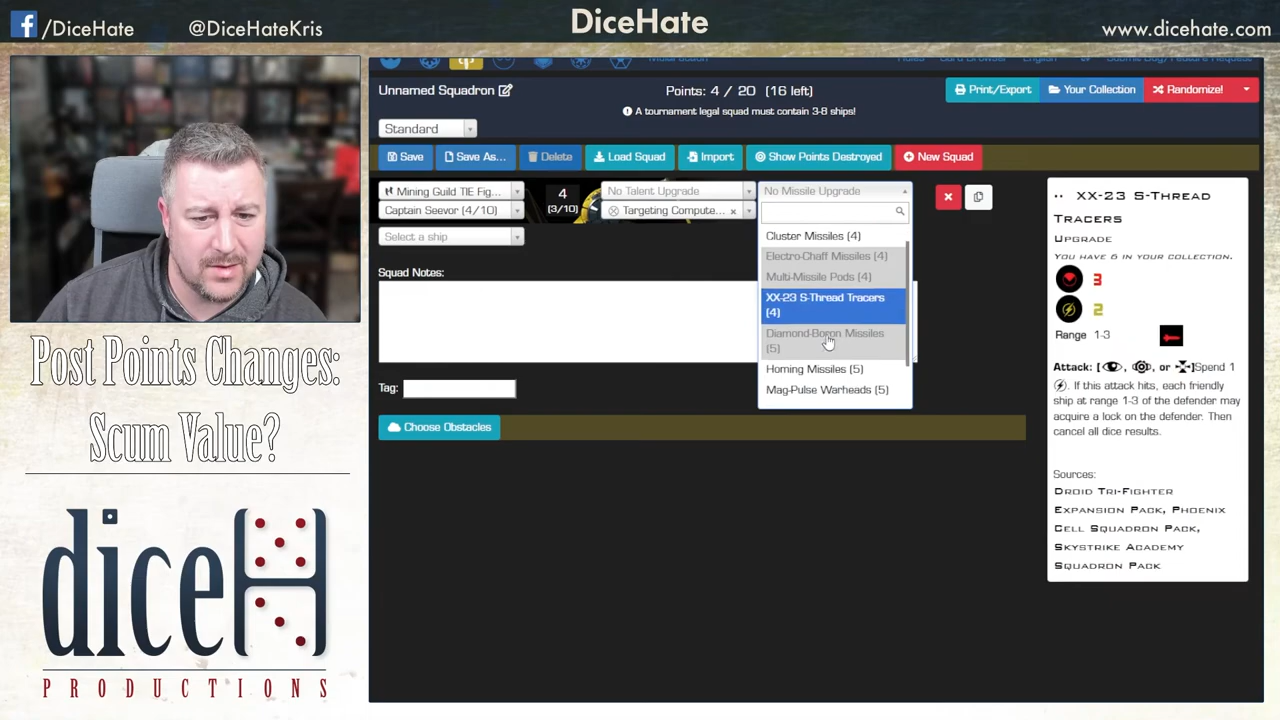 /DiceHate
@DiceHateKris
DiceHate
www.dicehate.com
Unnamed Squadron
Points: 4 / 20 (16 left)
Print/Export
Your Collection
Randomize!
A tournament legal squad must contain 3-8 ships!
Standard
Save
Save As...
Delete
Load Squad
Import
Show Points Destroyed
New Squad
Mining Guild TIE Fig...
Captain Seevor (4/10)
4
(3/10)
No Talent Upgrade
Targeting Compute...
No Missile Upgrade
Select a ship
Cluster Missiles (4)
Electro-Chaff Missiles (4)
Multi-Missile Pods (4)
XX-23 S-Thread Tracers
(4)
Diamond-Boron Missiles
(5)
Homing Missiles (5)
Mag-Pulse Warheads (5)
Squad Notes:
Tag:
Choose Obstacles
·· XX-23 S-Thread
Tracers
Upgrade
You have 6 in your collection.
3
2
Range 1-3
Attack: [ , , or ]Spend 1
. If this attack hits, each friendly
ship at range 1-3 of the defender may
acquire a lock on the defender. Then
cancel all dice results.
Sources:
Droid Tri-Fighter
Expansion Pack, Phoenix
Cell Squadron Pack,
Skystrike Academy
Squadron Pack
Post Points Changes:
Scum Value?
diceH
PRODUCTIONS